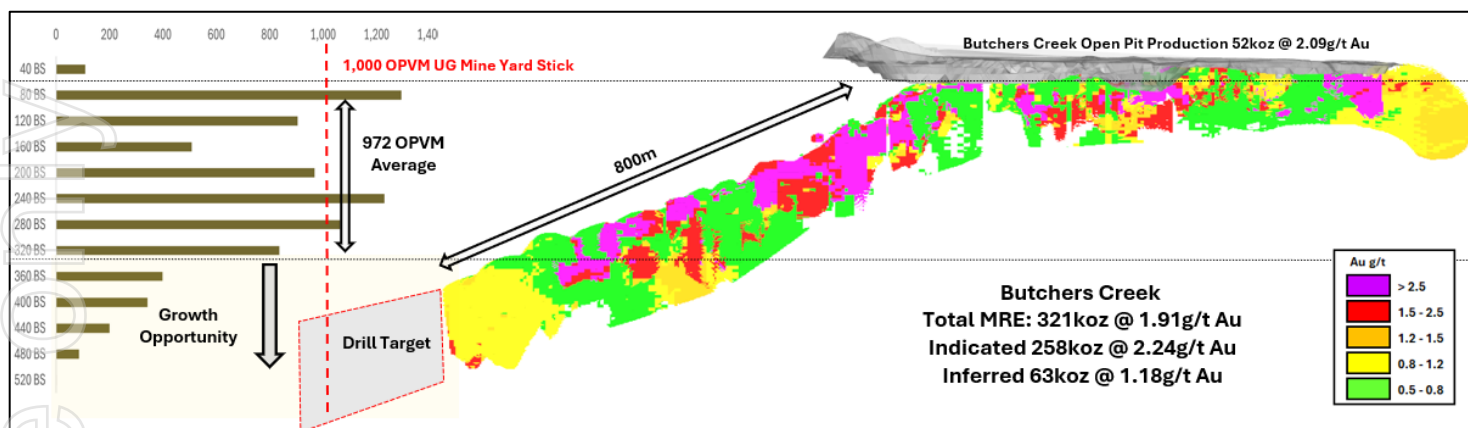 0 200 400 600 800 1,000 1,200 1,40
40 BS
80 BS
120 BS
160 BS
200 BS
240 BS
280 BS
320 BS
360 BS
400 BS
440 BS
480 BS
520 BS
1,000 OPVM UG Mine Yard Stick
972 OPVM
Average
Growth
Opportunity
Drill Target
800m
Butchers Creek Open Pit Production 52koz @ 2.09g/t Au
Butchers Creek
Total MRE: 321koz @ 1.91g/t Au
Indicated 258koz @ 2.24g/t Au
Inferred 63koz @ 1.18g/t Au
Au g/t
> 2.5
1.5 - 2.5
1.2 - 1.5
0.8 - 1.2
0.5 - 0.8